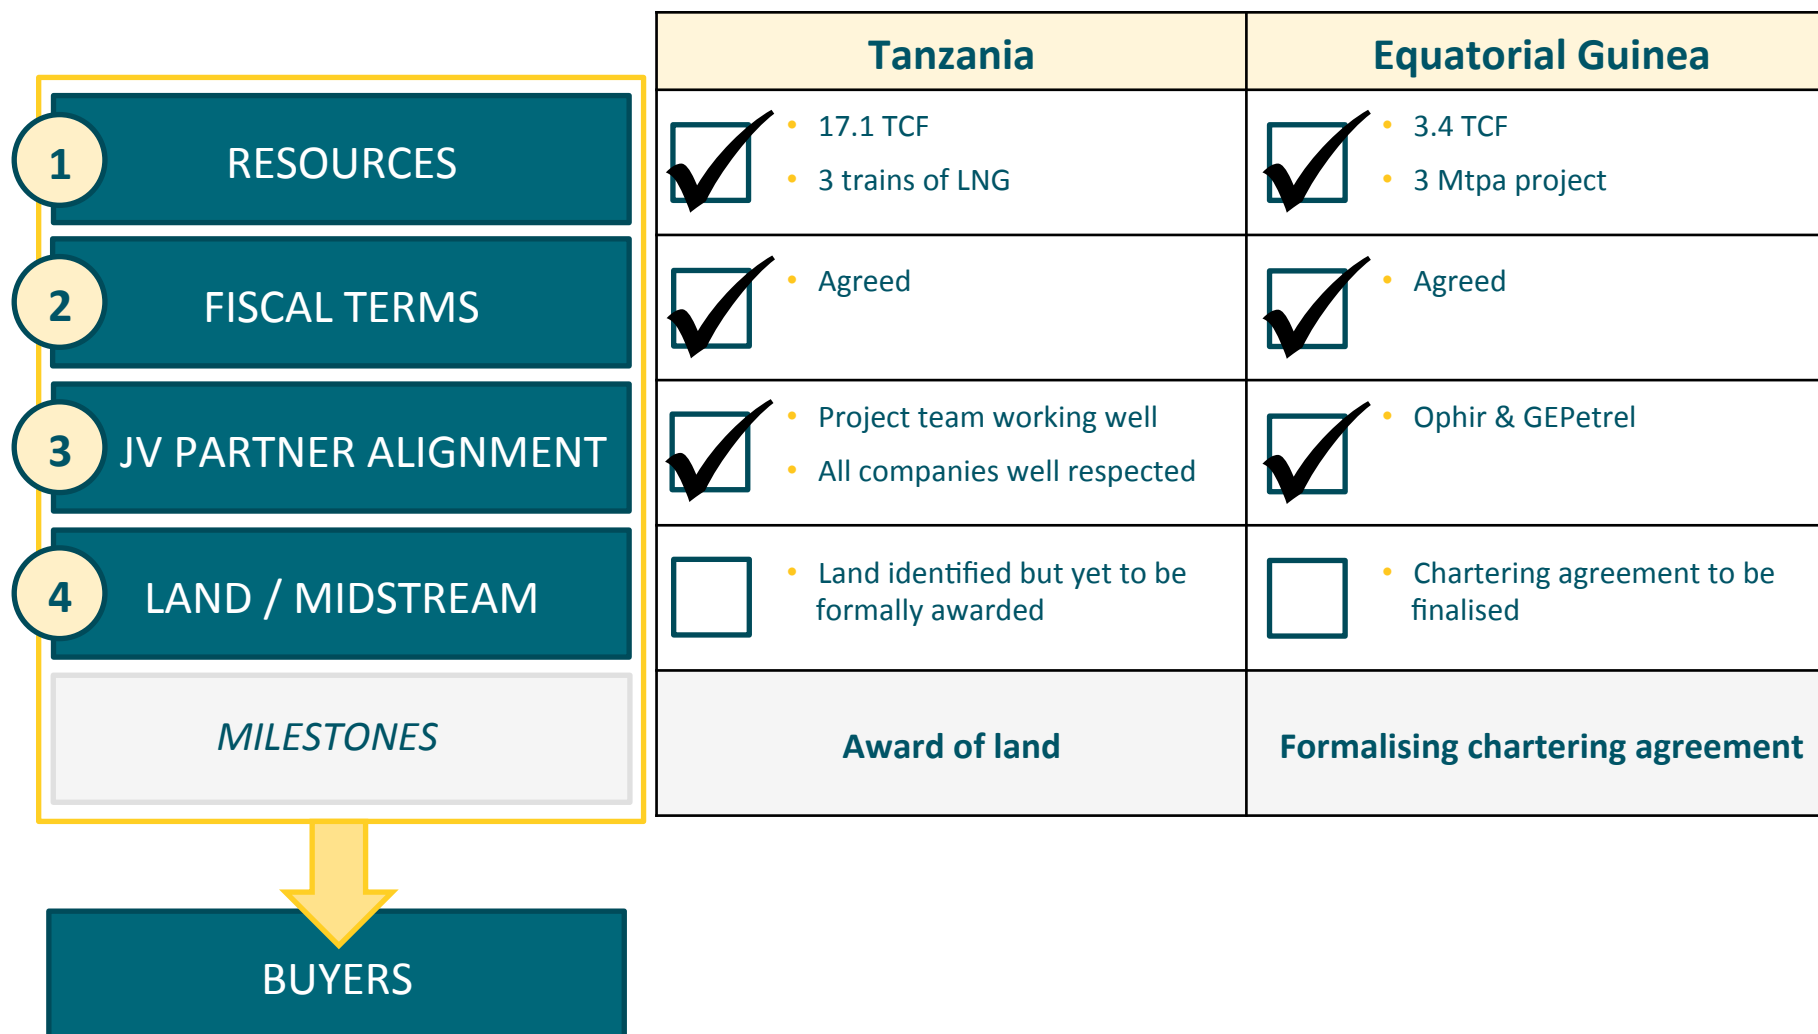 Tanzania
Equatorial Guinea
1
RESOURCES
• 17.1 TCF
• 3 trains of LNG
• 3.4 TCF
• 3 Mtpa project
2
FISCAL TERMS
• Agreed
• Agreed
3
JV PARTNER ALIGNMENT
• Project team working well
• All companies well respected
• Ophir & GEPetrel
4
LAND / MIDSTREAM
• Land identified but yet to be
formally awarded
• Chartering agreement to be
finalised
MILESTONES
Award of land
Formalising chartering agreement
BUYERS